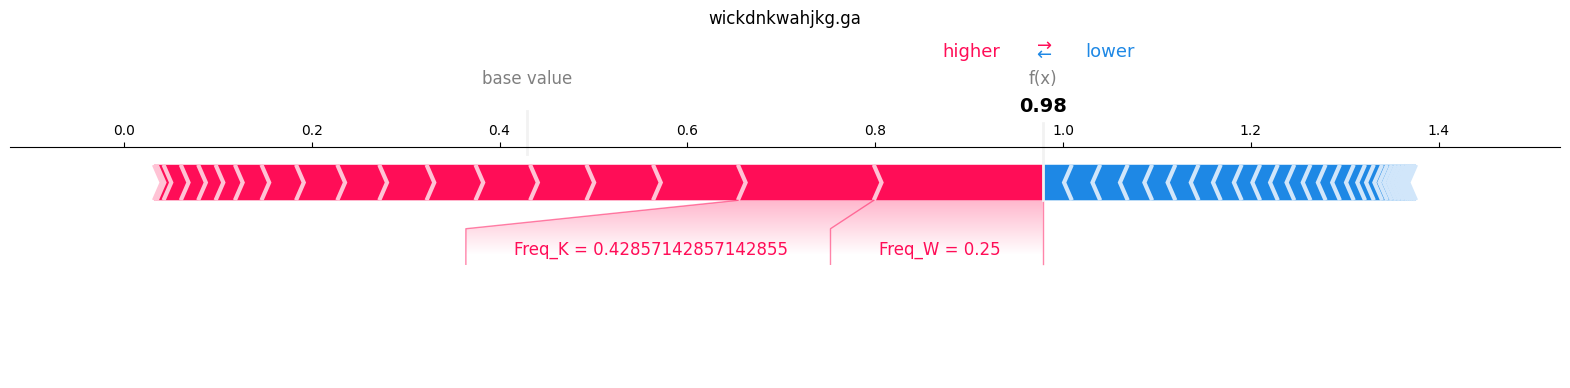 wickdnkwahjkg.ga
higher ⇄ lower
base value f(x)
0.98
0.0 0.2 0.4 0.6 0.8 1.0 1.2 1.4
Freq_K = 0.42857142857142855 Freq_W = 0.25